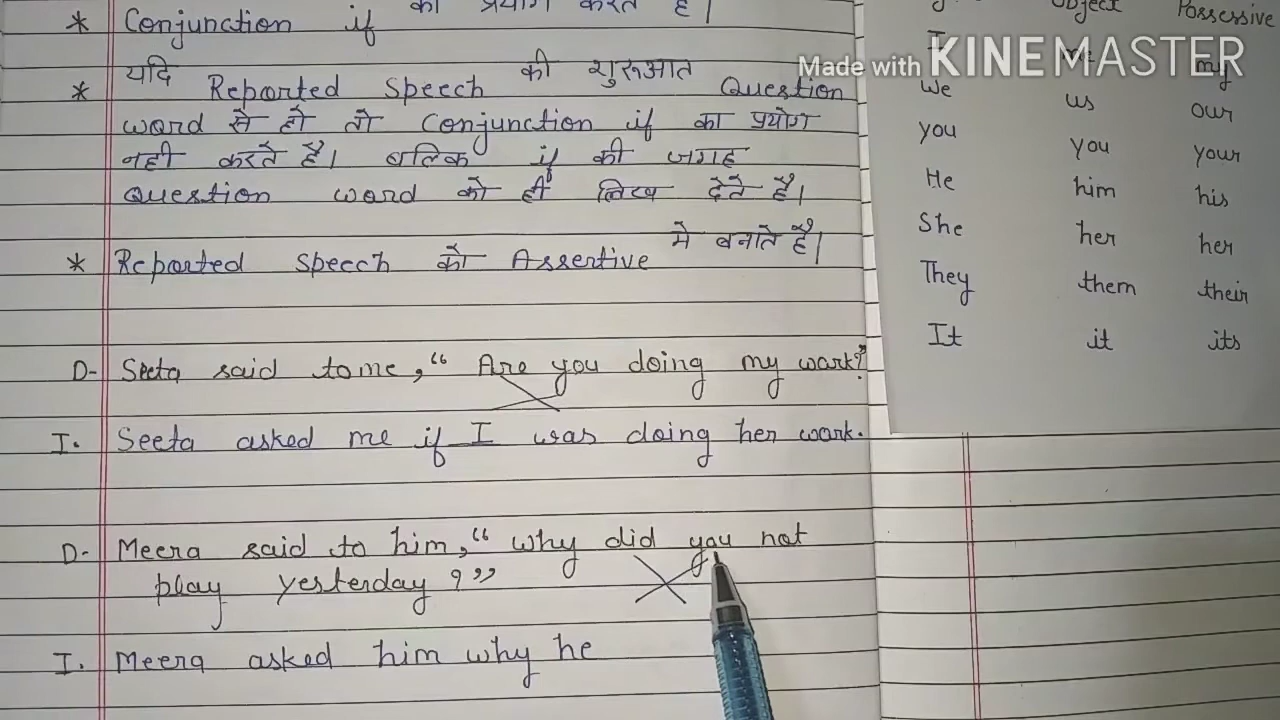 * Conjunction if का प्रयोग करते है।
* यदि Reported Speech की शुरुआत Question
word से हो तो Conjunction if का प्रयोग
नही करते है। बल्कि if की जगह
Question word को ही लिख देते है।
* Reported Speech को Assertive मे बनाते है।
D- Seeta said to me, “ Are you doing my work?”
I. Seeta asked me if I was doing her work.
D- Meera said to him, “ why did you not
play yesterday ?”
I. Meera asked him why he
Object Possessive
I me my
We us our
you you your
He him his
She her her
They them their
It it its
Made with KINEMASTER